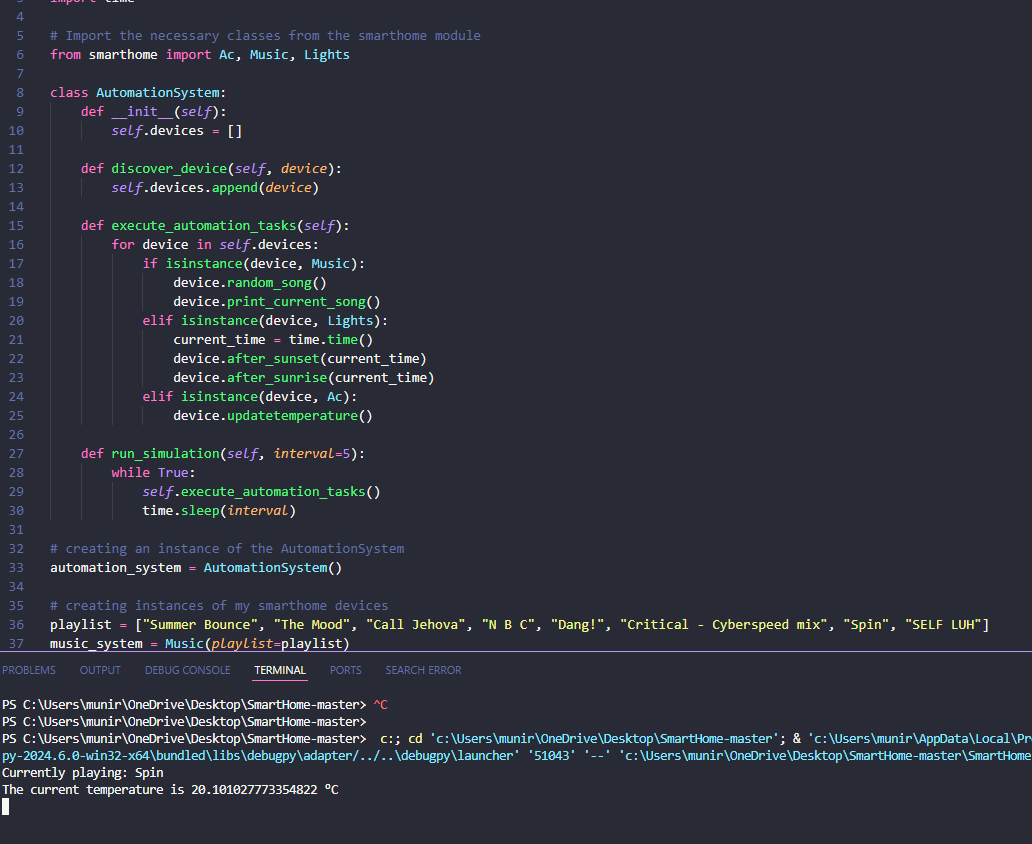 4
5 # Import the necessary classes from the smarthome module
6 from smarthome import Ac, Music, Lights
7
8 class AutomationSystem:
9 def __init__(self):
10 self.devices = []
11
12 def discover_device(self, device):
13 self.devices.append(device)
14
15 def execute_automation_tasks(self):
16 for device in self.devices:
17 if isinstance(device, Music):
18 device.random_song()
19 device.print_current_song()
20 elif isinstance(device, Lights):
21 current_time = time.time()
22 device.after_sunset(current_time)
23 device.after_sunrise(current_time)
24 elif isinstance(device, Ac):
25 device.updatetemperature()
26
27 def run_simulation(self, interval=5):
28 while True:
29 self.execute_automation_tasks()
30 time.sleep(interval)
31
32 # creating an instance of the AutomationSystem
33 automation_system = AutomationSystem()
34
35 # creating instances of my smarthome devices
36 playlist = ["Summer Bounce", "The Mood", "Call Jehova", "N B C", "Dang!", "Critical - Cyberspeed mix", "Spin", "SELF LUH"]
37 music_system = Music(playlist=playlist)
PROBLEMS OUTPUT DEBUG CONSOLE TERMINAL PORTS SEARCH ERROR
PS C:\Users\munir\OneDrive\Desktop\SmartHome-master> ^C
PS C:\Users\munir\OneDrive\Desktop\SmartHome-master>
PS C:\Users\munir\OneDrive\Desktop\SmartHome-master> c:; cd 'c:\Users\munir\OneDrive\Desktop\SmartHome-master'; & 'c:\Users\munir\AppData\Local\Pr
py-2024.6.0-win32-x64\bundled\libs\debugpy\adapter/../..\debugpy\launcher' '51043' '--' 'c:\Users\munir\OneDrive\Desktop\SmartHome-master\SmartHome
Currently playing: Spin
The current temperature is 20.101027773354822 ºC